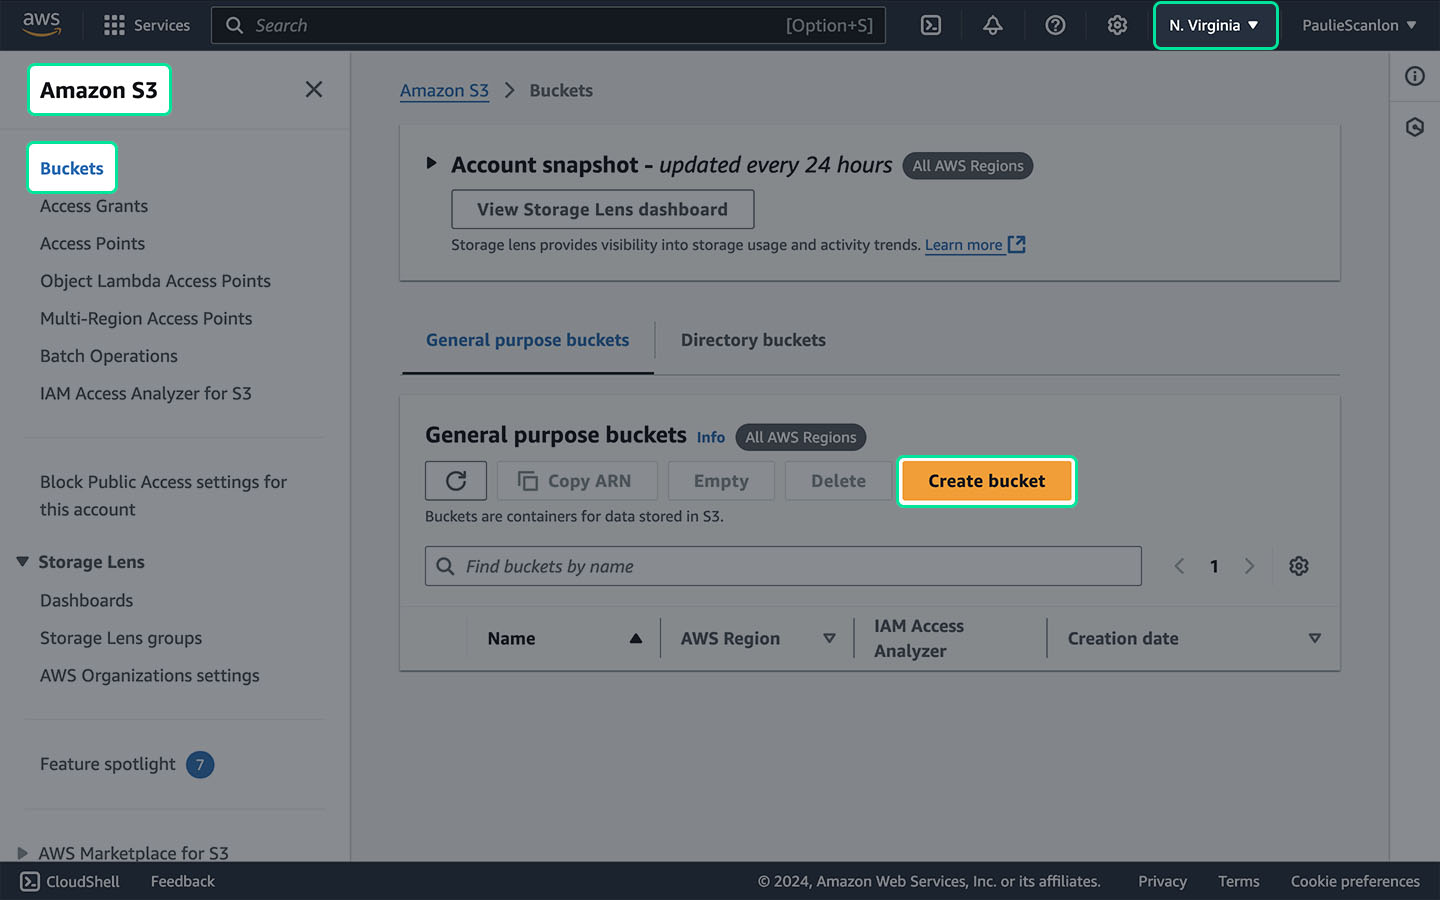 aws
Services
Search
[Option+S]
N. Virginia
PaulieScanlon
Amazon S3
Buckets
Access Grants
Access Points
Object Lambda Access Points
Multi-Region Access Points
Batch Operations
IAM Access Analyzer for S3
Block Public Access settings for
this account
Storage Lens
Dashboards
Storage Lens groups
AWS Organizations settings
Feature spotlight 7
AWS Marketplace for S3
Amazon S3 > Buckets
Account snapshot - updated every 24 hours All AWS Regions
View Storage Lens dashboard
Storage lens provides visibility into storage usage and activity trends. Learn more
General purpose buckets
Directory buckets
General purpose buckets Info All AWS Regions
Copy ARN
Empty
Delete
Create bucket
Buckets are containers for data stored in S3.
Find buckets by name
1
Name
AWS Region
IAM Access
Analyzer
Creation date
CloudShell
Feedback
© 2024, Amazon Web Services, Inc. or its affiliates.
Privacy
Terms
Cookie preferences